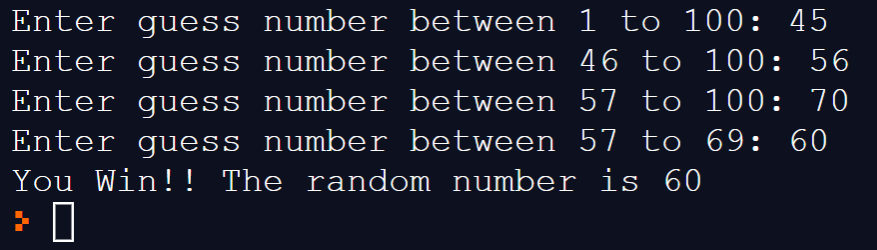 Enter guess number between 1 to 100: 45
Enter guess number between 46 to 100: 56
Enter guess number between 57 to 100: 70
Enter guess number between 57 to 69: 60
You Win!! The random number is 60